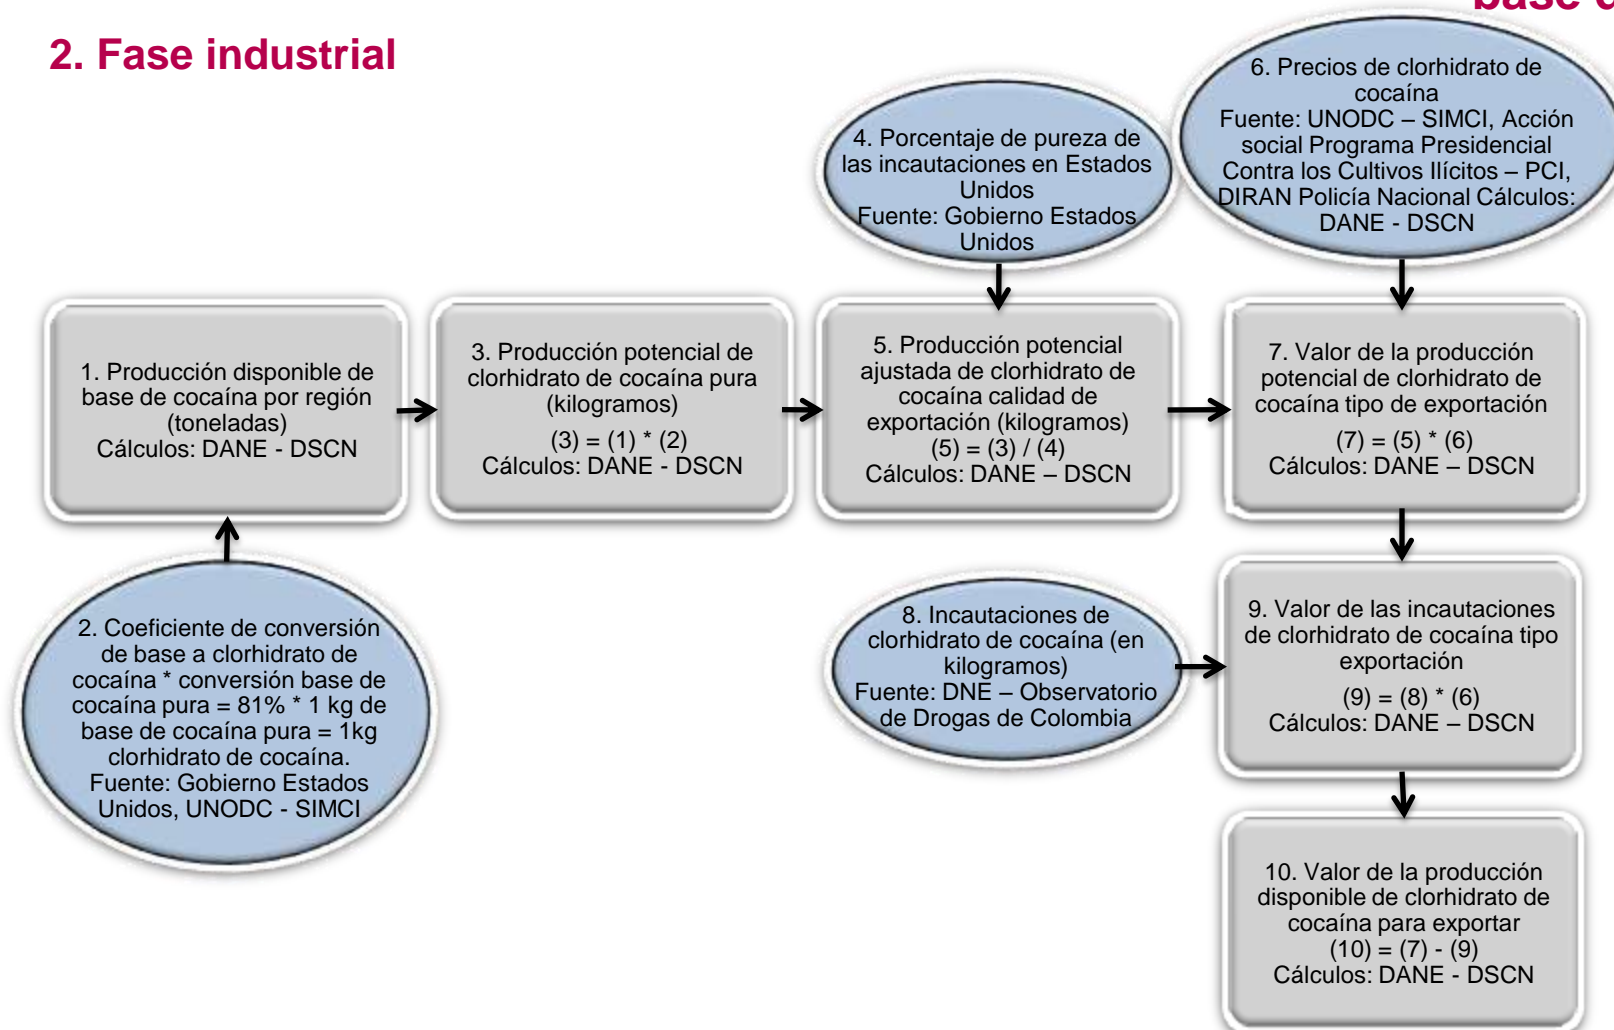 base d
2. Fase industrial
6. Precios de clorhidrato de
cocaína
Fuente: UNODC – SIMCI, Acción
social Programa Presidencial
Contra los Cultivos Ilícitos – PCI,
DIRAN Policía Nacional Cálculos:
DANE - DSCN
4. Porcentaje de pureza de
las incautaciones en Estados
Unidos
Fuente: Gobierno Estados
Unidos
1. Producción disponible de
base de cocaína por región
(toneladas)
Cálculos: DANE - DSCN
3. Producción potencial de
clorhidrato de cocaína pura
(kilogramos)
(3) = (1) * (2)
Cálculos: DANE - DSCN
5. Producción potencial
ajustada de clorhidrato de
cocaína calidad de
exportación (kilogramos)
(5) = (3) / (4)
Cálculos: DANE – DSCN
7. Valor de la producción
potencial de clorhidrato de
cocaína tipo de exportación
(7) = (5) * (6)
Cálculos: DANE – DSCN
2. Coeficiente de conversión
de base a clorhidrato de
cocaína * conversión base de
cocaína pura = 81% * 1 kg de
base de cocaína pura = 1kg
clorhidrato de cocaína.
Fuente: Gobierno Estados
Unidos, UNODC - SIMCI
8. Incautaciones de
clorhidrato de cocaína (en
kilogramos)
Fuente: DNE – Observatorio
de Drogas de Colombia
9. Valor de las incautaciones
de clorhidrato de cocaína tipo
exportación
(9) = (8) * (6)
Cálculos: DANE – DSCN
10. Valor de la producción
disponible de clorhidrato de
cocaína para exportar
(10) = (7) - (9)
Cálculos: DANE - DSCN